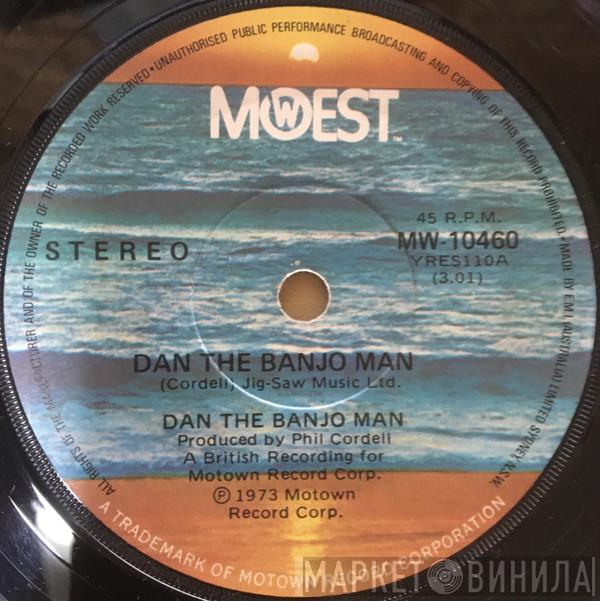 ALL RIGHTS OF THE MANUFACTURER AND OF THE OWNER OF THE RECORDED WORK RESERVED • UNAUTHORISED PUBLIC PERFORMANCE BROADCASTING AND COPYING OF THIS RECORD PROHIBITED • MADE BY E.M.I. (AUSTRALIA) LIMITED SYDNEY, N.S.W.
MOWEST™
STEREO
45 R.P.M.
MW-10460
YRES110A
(3.01)
DAN THE BANJO MAN
(Cordell) Jig-Saw Music Ltd.
DAN THE BANJO MAN
Produced by Phil Cordell
A British Recording for
Motown Record Corp.
Ⓟ 1973 Motown
Record Corp.
A TRADEMARK OF MOTOWN RECORD CORPORATION
МАРКЕТ ВИНИЛА